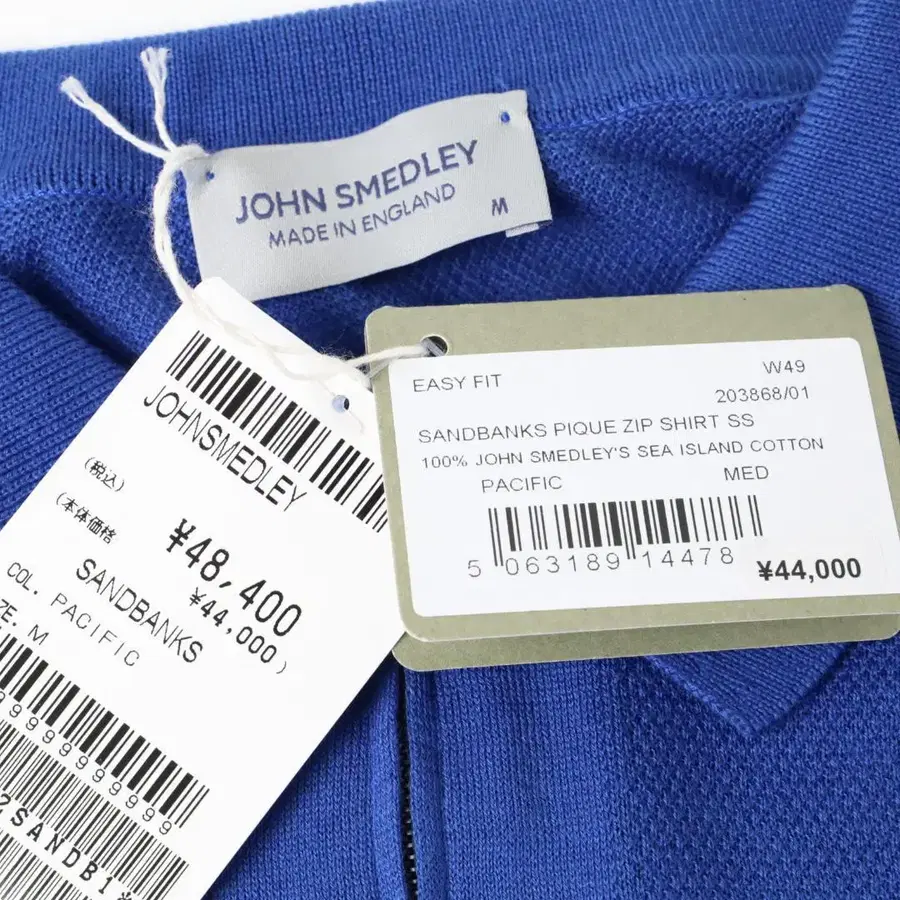 JOHN SMEDLEY
MADE IN ENGLAND
M
JOHNSMEDLEY
(税込)
¥48,400
(本体価格
¥44,000)
SANDBANKS
COL. PACIFIC
ZE. M
SANDB1*
EASY FIT
W49
203868/01
SANDBANKS PIQUE ZIP SHIRT SS
100% JOHN SMEDLEY'S SEA ISLAND COTTON
PACIFIC MED
5 063189 14478
¥44,000